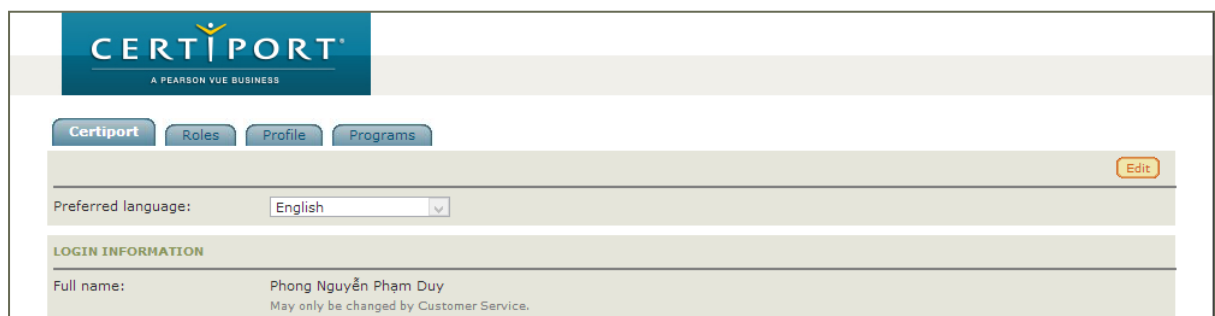 CERTIPORT®
A PEARSON VUE BUSINESS
Certiport Roles Profile Programs
Edit
Preferred language: English
LOGIN INFORMATION
Full name: Phong Nguyễn Phạm Duy
May only be changed by Customer Service.